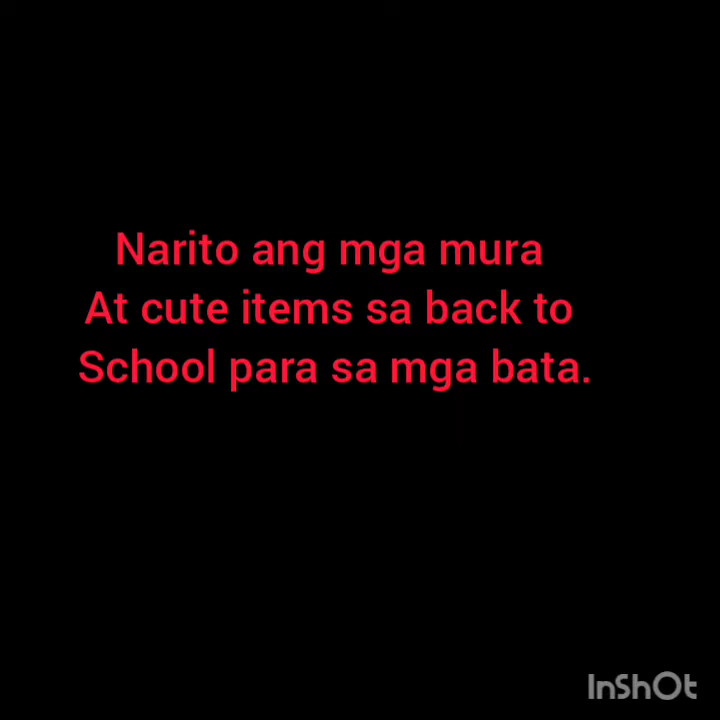 Narito ang mga mura
At cute items sa back to
School para sa mga bata.
InShOt